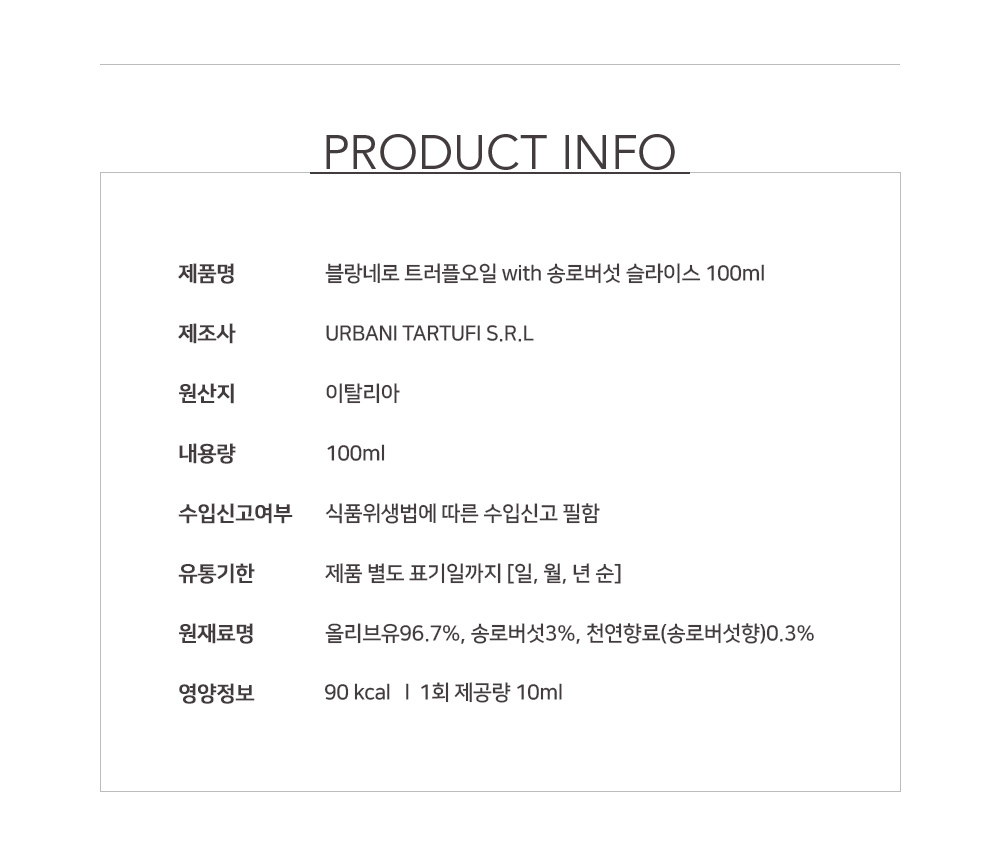 PRODUCT INFO
제품명 블랑네로 트러플오일 with 송로버섯 슬라이스 100ml
제조사 URBANI TARTUFI S.R.L
원산지 이탈리아
내용량 100ml
수입신고여부 식품위생법에 따른 수입신고 필함
유통기한 제품 별도 표기일까지 [일, 월, 년 순]
원재료명 올리브유96.7%, 송로버섯3%, 천연향료(송로버섯향)0.3%
영양정보 90 kcal ㅣ 1회 제공량 10ml